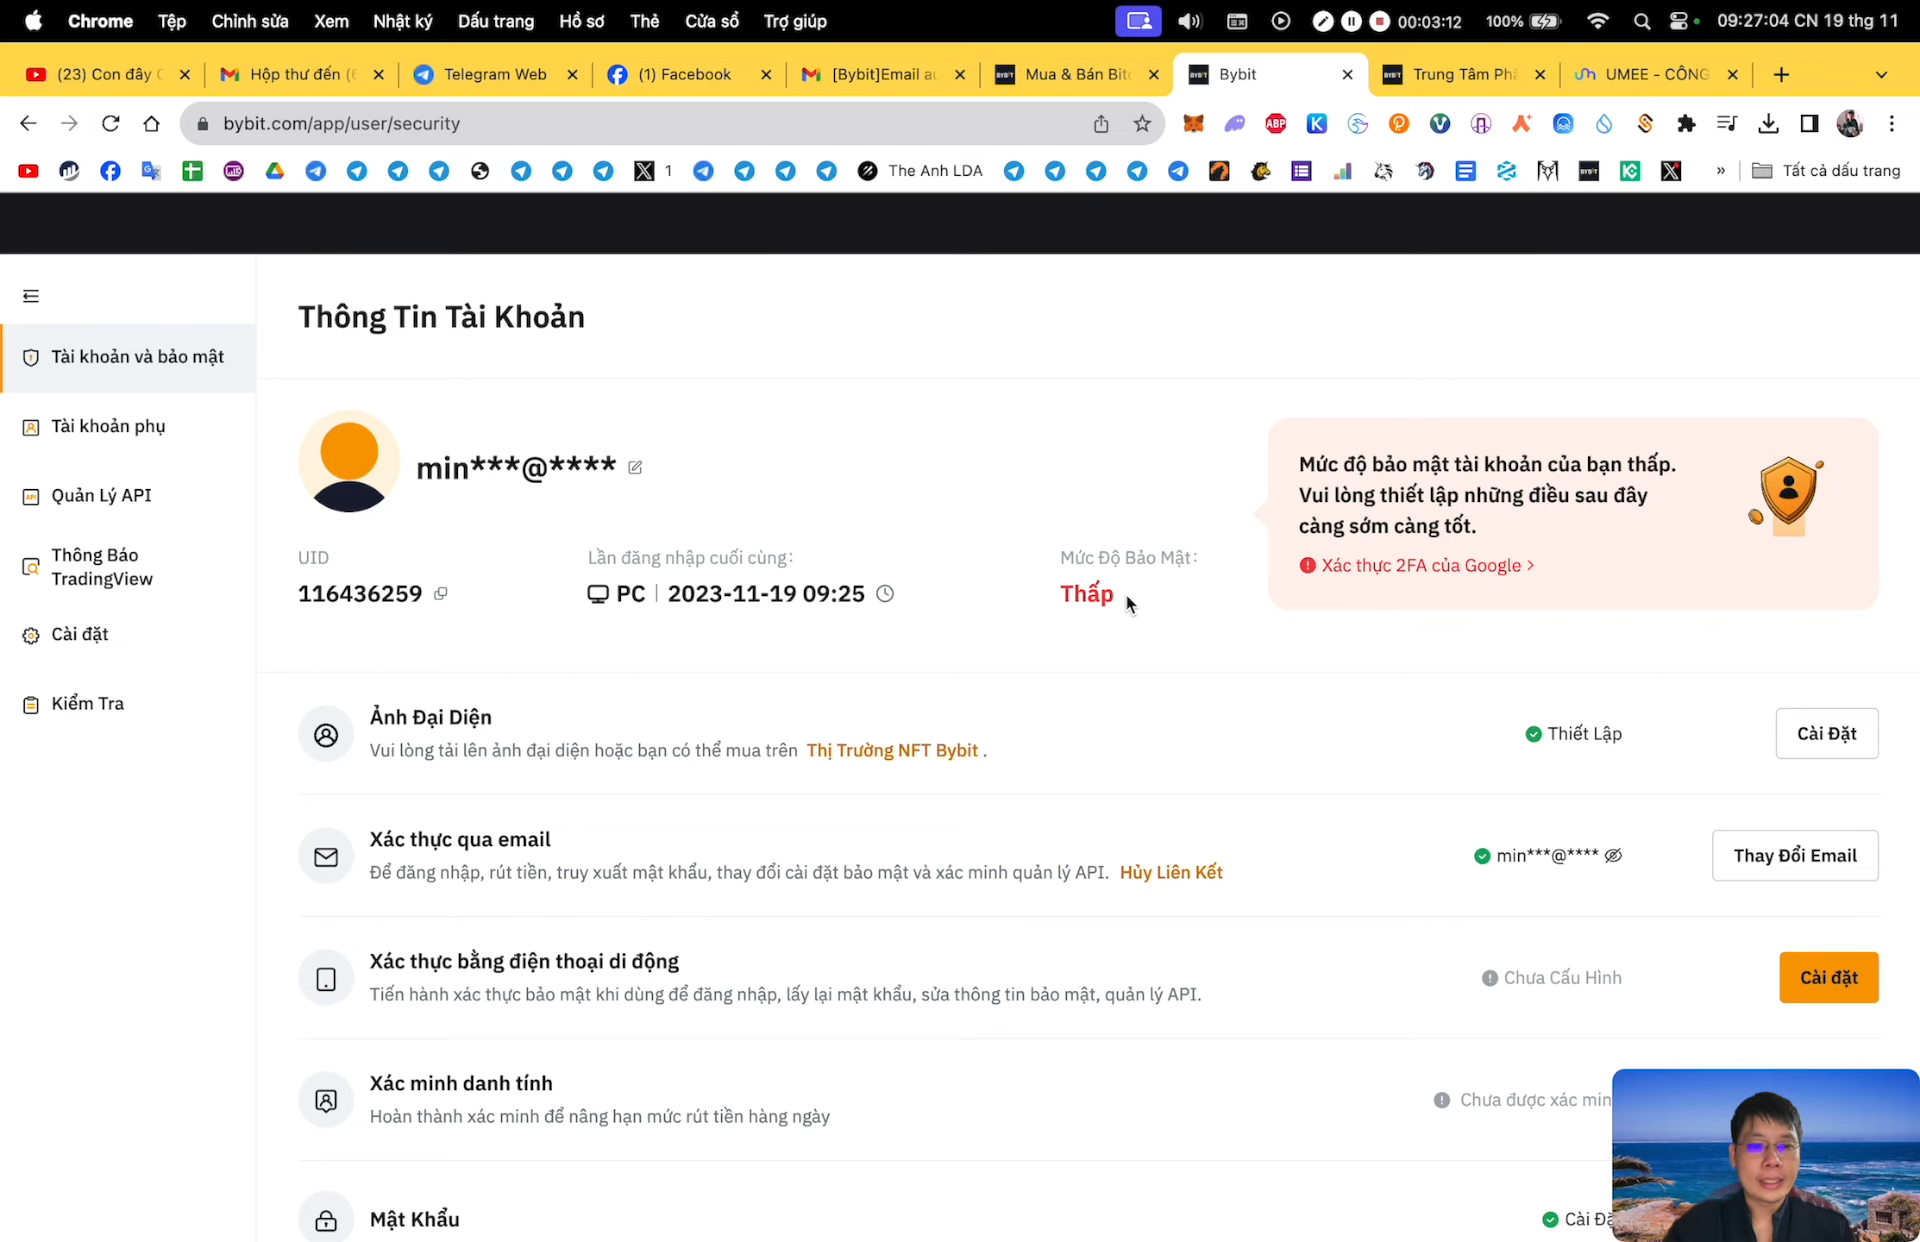 Chrome Tệp Chỉnh sửa Xem Nhật ký Dấu trang Hồ sơ Thẻ Cửa sổ Trợ giúp 00:03:12 100% 09:27:04 CN 19 thg 11
(23) Con đây Hộp thư đến (6 Telegram Web (1) Facebook [Bybit]Email Mua & Bán Bitc Bybit Trung Tâm Ph UMEE - CÔNG
bybit.com/app/user/security ABP
1 The Anh LDA » Tất cả dấu trang
Thông Tin Tài Khoản
Tài khoản và bảo mật
Tài khoản phụ
Quản Lý API
Thông Báo
TradingView
Cài đặt
Kiểm Tra
min***@****
UID
116436259
Lần đăng nhập cuối cùng:
PC | 2023-11-19 09:25
Mức Độ Bảo Mật:
Thấp
Mức độ bảo mật tài khoản của bạn thấp.
Vui lòng thiết lập những điều sau đây
càng sớm càng tốt.
Xác thực 2FA của Google >
Ảnh Đại Diện
Vui lòng tải lên ảnh đại diện hoặc bạn có thể mua trên Thị Trường NFT Bybit .
Thiết Lập
Cài Đặt
Xác thực qua email
Để đăng nhập, rút tiền, truy xuất mật khẩu, thay đổi cài đặt bảo mật và xác minh quản lý API. Hủy Liên Kết
min***@****
Thay Đổi Email
Xác thực bằng điện thoại di động
Tiến hành xác thực bảo mật khi dùng để đăng nhập, lấy lại mật khẩu, sửa thông tin bảo mật, quản lý API.
Chưa Cấu Hình
Cài đặt
Xác minh danh tính
Hoàn thành xác minh để nâng hạn mức rút tiền hàng ngày
Chưa được xác min
Mật Khẩu
Cài Đặ